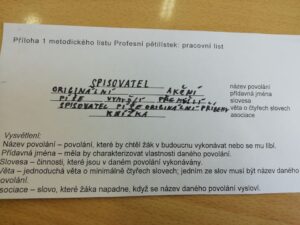 Příloha 1 metodického listu Profesní pětilístek: pracovní list
SPISOVATEL název povolání
ORIGINÁLNÍ AKČNÍ přídavná jména
PÍŠE VYMÝŠLÍ PŘEMÝŠLÍ slovesa
SPISOVATEL PÍŠE ORIGINÁLNÍ PŘÍBĚHY věta o čtyřech slovech
KNÍŽKA asociace
Vysvětlení:
Název povolání – povolání, které by chtěl žák v budoucnu vykonávat nebo se mu líbí.
Přídavná jména – měla by charakterizovat vlastnosti daného povolání.
Slovesa – činnosti, které jsou v daném povolání vykonávány.
Věta – jednoduchá věta o minimálně čtyřech slovech; jedním ze slov musí být název daného
povolání.
sociace – slovo, které žáka napadne, když se název daného povolání vysloví.